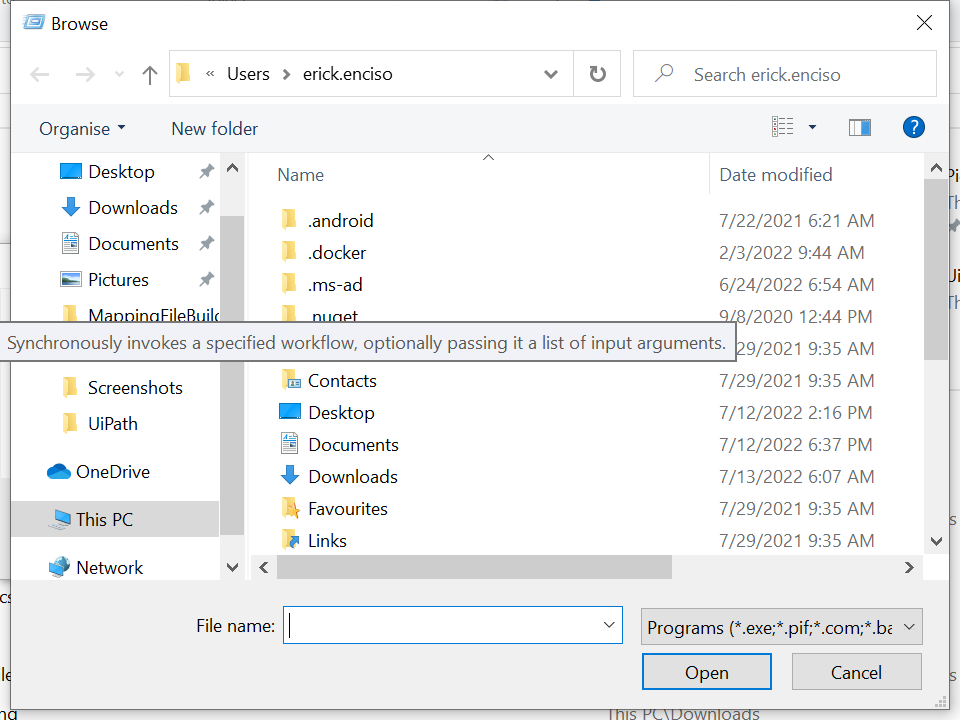 Browse
« Users > erick.enciso
Search erick.enciso
Organise
New folder
?
Name
Date modified
Desktop
Downloads
Documents
Pictures
MappingFileBuild
Screenshots
UiPath
OneDrive
This PC
Network
.android 7/22/2021 6:21 AM
.docker 2/3/2022 9:44 AM
.ms-ad 6/24/2022 6:54 AM
.nuget 9/8/2020 12:44 PM
Synchronously invokes a specified workflow, optionally passing it a list of input arguments.
29/2021 9:35 AM
Contacts 7/29/2021 9:35 AM
Desktop 7/12/2022 2:16 PM
Documents 7/12/2022 6:37 PM
Downloads 7/13/2022 6:07 AM
Favourites 7/29/2021 9:35 AM
Links 7/29/2021 9:35 AM
File name:
Programs (*.exe;*.pif;*.com;*.ba
Open
Cancel
This PC\Downloads